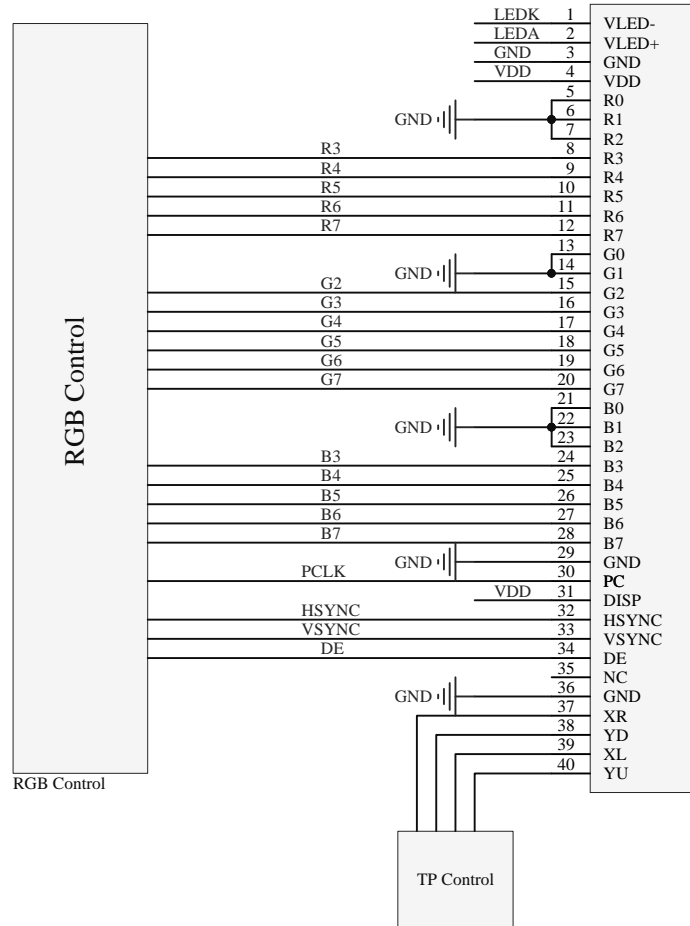 LEDK 1 VLED-
LEDA 2 VLED+
GND 3 GND
VDD 4 VDD
5 R0
GND 6 R1
7 R2
R3 8 R3
R4 9 R4
R5 10 R5
R6 11 R6
R7 12 R7
13 G0
GND 14 G1
G2 15 G2
G3 16 G3
G4 17 G4
G5 18 G5
G6 19 G6
G7 20 G7
21 B0
GND 22 B1
23 B2
B3 24 B3
B4 25 B4
B5 26 B5
B6 27 B6
B7 28 B7
GND 29 GND
PCLK 30 PC
VDD 31 DISP
HSYNC 32 HSYNC
VSYNC 33 VSYNC
DE 34 DE
35 NC
GND 36 GND
37 XR
38 YD
39 XL
40 YU
RGB Control
RGB Control
TP Control